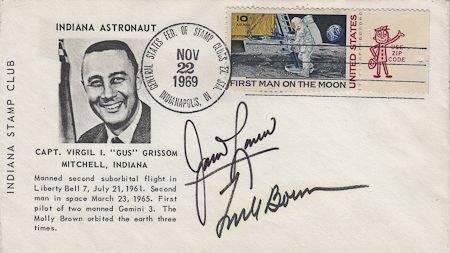 INDIANA ASTRONAUT
CAPT. VIRGIL I. "GUS" GRISSOM
MITCHELL, INDIANA
Manned second suborbital flight in
Liberty Bell 7, July 21, 1961. Second
man in space March 23, 1965. First
pilot of two manned Gemini 3. The
Molly Brown orbited the earth three
times.
INDIANA STAMP CLUB
CENTRAL STATES FED. OF STAMP CLUBS
INDIANAPOLIS, IN
NOV
22
1969
10¢
UNITED STATES
FIRST MAN ON THE MOON
USE
ZIP
CODE